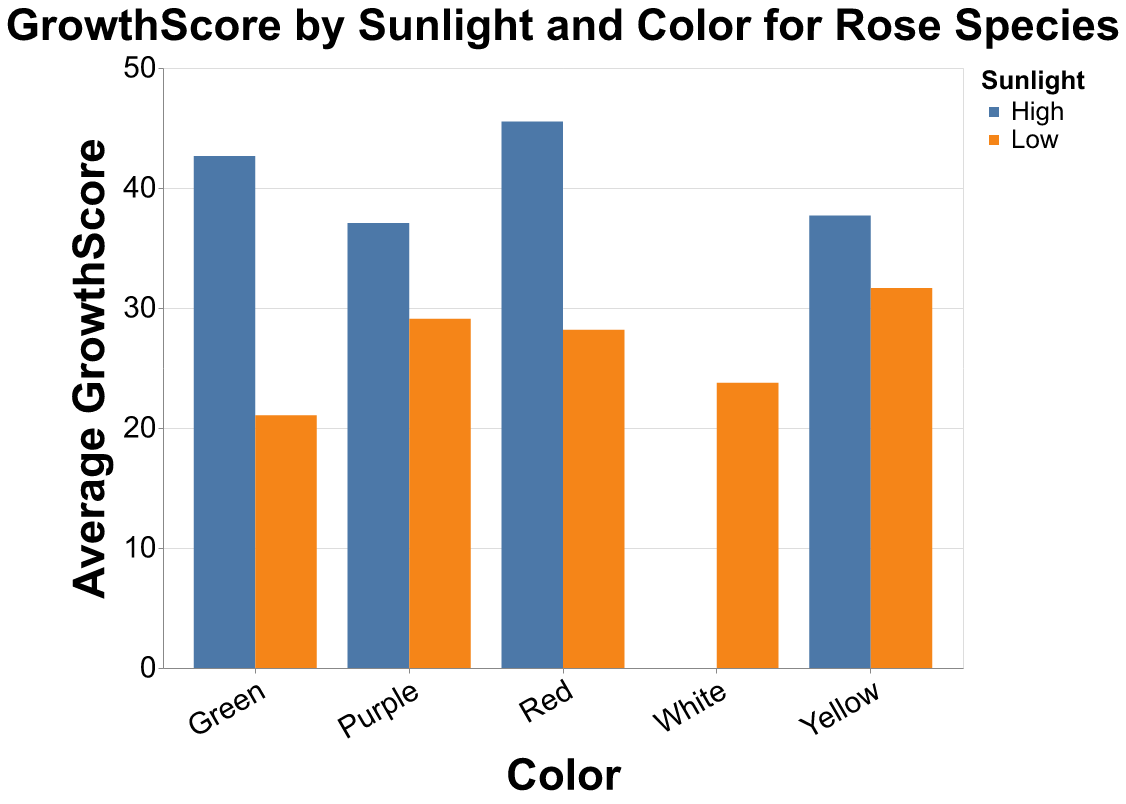 GrowthScore by Sunlight and Color for Rose Species
Sunlight
High
Low
Average GrowthScore
50
40
30
20
10
0
Green
Purple
Red
White
Yellow
Color